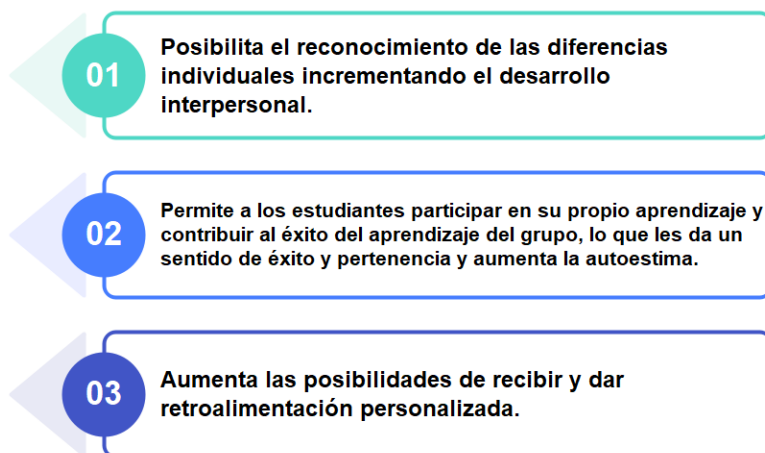 01
Posibilita el reconocimiento de las diferencias
individuales incrementando el desarrollo
interpersonal.
02
Permite a los estudiantes participar en su propio aprendizaje y
contribuir al éxito del aprendizaje del grupo, lo que les da un
sentido de éxito y pertenencia y aumenta la autoestima.
03
Aumenta las posibilidades de recibir y dar
retroalimentación personalizada.